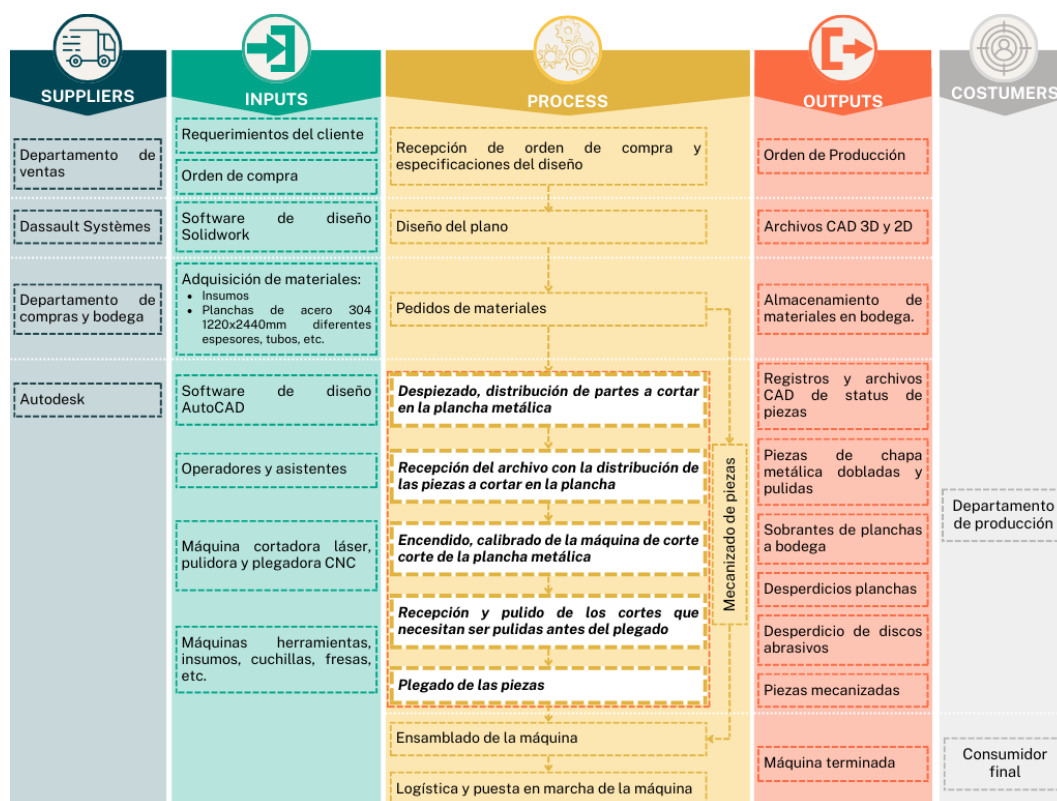 SUPPLIERS
INPUTS
PROCESS
OUTPUTS
COSTUMERS
Departamento de
ventas
Requerimientos del cliente
Orden de compra
Recepción de orden de compra y
especificaciones del diseño
Orden de Producción
Dassault Systèmes
Software de diseño
Solidwork
Diseño del plano
Archivos CAD 3D y 2D
Departamento de
compras y bodega
Adquisición de materiales:
• Insumos
• Planchas de acero 304
1220x2440mm diferentes
espesores, tubos, etc.
Pedidos de materiales
Almacenamiento de
materiales en bodega.
Autodesk
Software de diseño
AutoCAD
Operadores y asistentes
Máquina cortadora láser,
pulidora y plegadora CNC
Máquinas herramientas,
insumos, cuchillas, fresas,
etc.
Despiezado, distribución de partes a cortar
en la plancha metálica
Recepción del archivo con la distribución de
las piezas a cortar en la plancha
Encendido, calibrado de la máquina de corte
corte de la plancha metálica
Recepción y pulido de los cortes que
necesitan ser pulidas antes del plegado
Plegado de las piezas
Mecanizado de piezas
Registros y archivos
CAD de status de
piezas
Piezas de chapa
metálica dobladas y
pulidas
Sobrantes de planchas
a bodega
Desperdicios planchas
Desperdicio de discos
abrasivos
Piezas mecanizadas
Departamento
de producción
Ensamblado de la máquina
Logística y puesta en marcha de la máquina
Máquina terminada
Consumidor
final